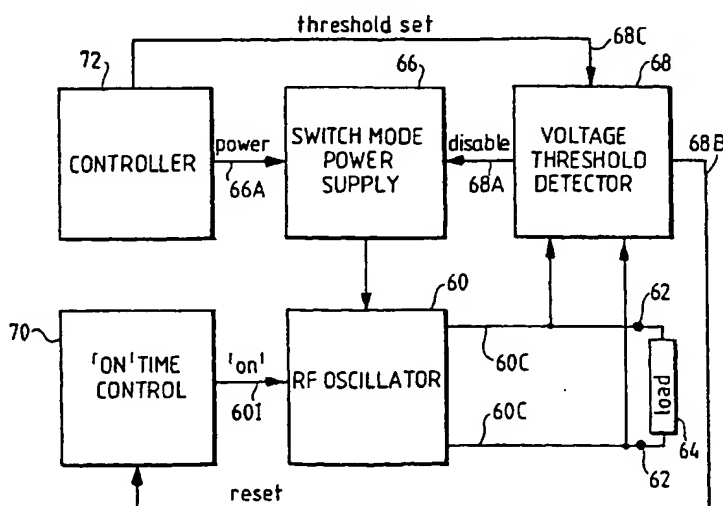 threshold set
68C
72
66
68
CONTROLLER
power
66A
SWITCH MODE
POWER
SUPPLY
disable
68A
VOLTAGE
THRESHOLD
DETECTOR
68B
60
62
70
'ON' TIME
CONTROL
'on'
60I
RF OSCILLATOR
60C
60C
load
64
62
reset